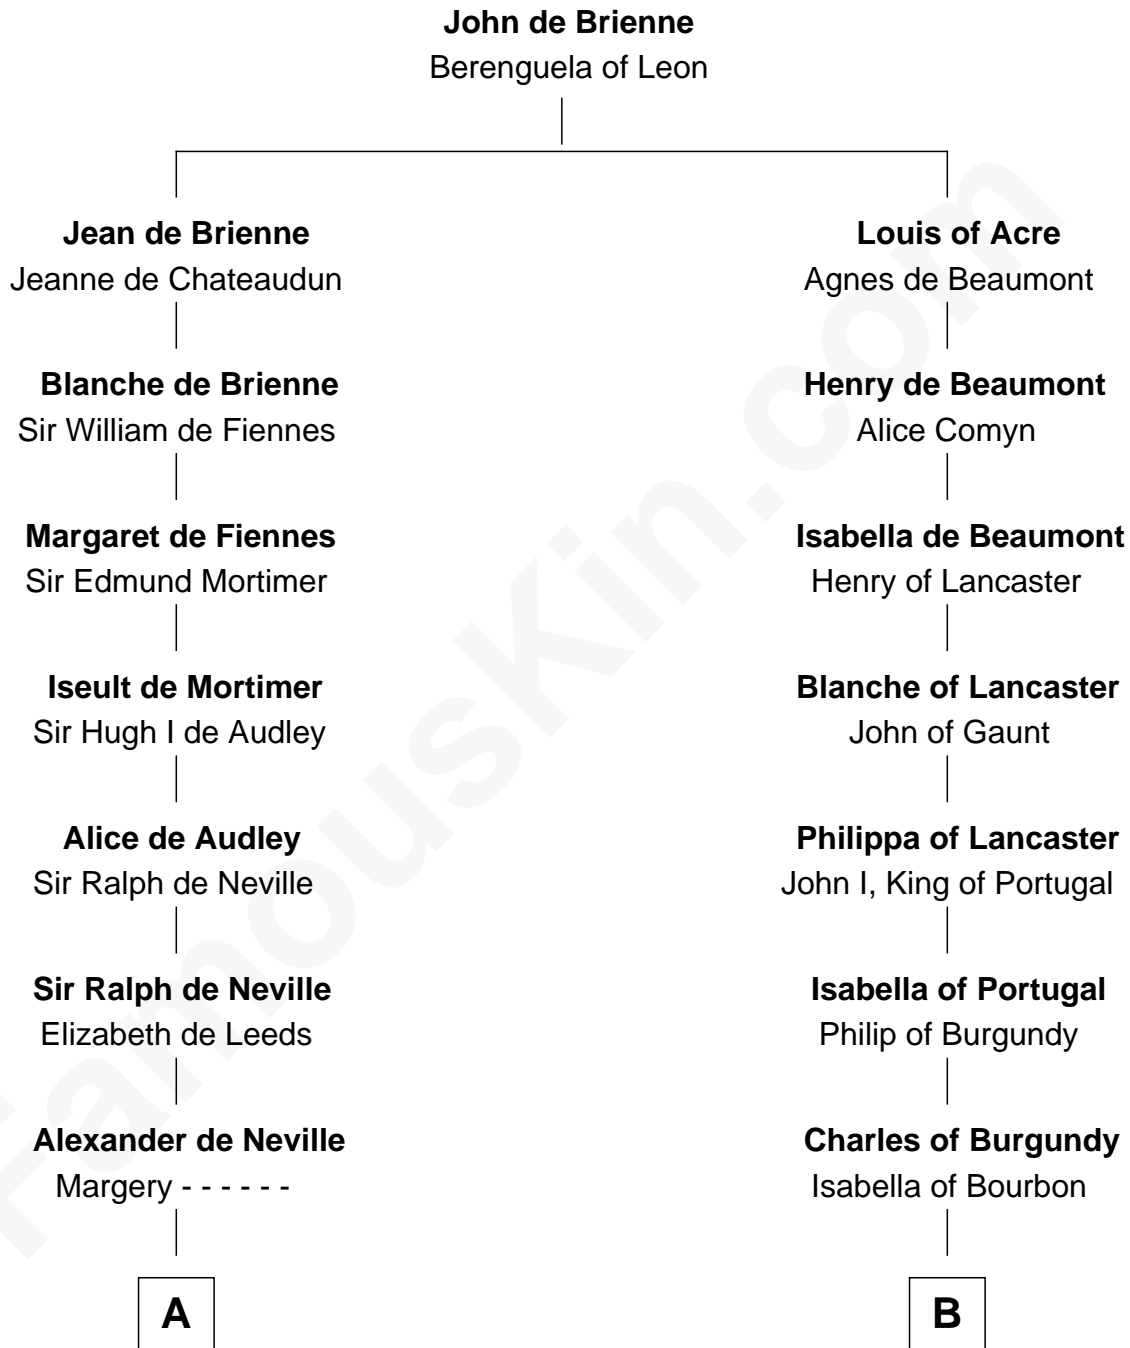 John de Brienne
Berenguela of Leon
Jean de Brienne
Jeanne de Chateaudun
Louis of Acre
Agnes de Beaumont
Blanche de Brienne
Sir William de Fiennes
Henry de Beaumont
Alice Comyn
Margaret de Fiennes
Sir Edmund Mortimer
Isabella de Beaumont
Henry of Lancaster
Iseult de Mortimer
Sir Hugh I de Audley
Blanche of Lancaster
John of Gaunt
Alice de Audley
Sir Ralph de Neville
Philippa of Lancaster
John I, King of Portugal
Sir Ralph de Neville
Elizabeth de Leeds
Isabella of Portugal
Philip of Burgundy
Alexander de Neville
Margery - - - - - -
Charles of Burgundy
Isabella of Bourbon
A
B
FamousKin.com